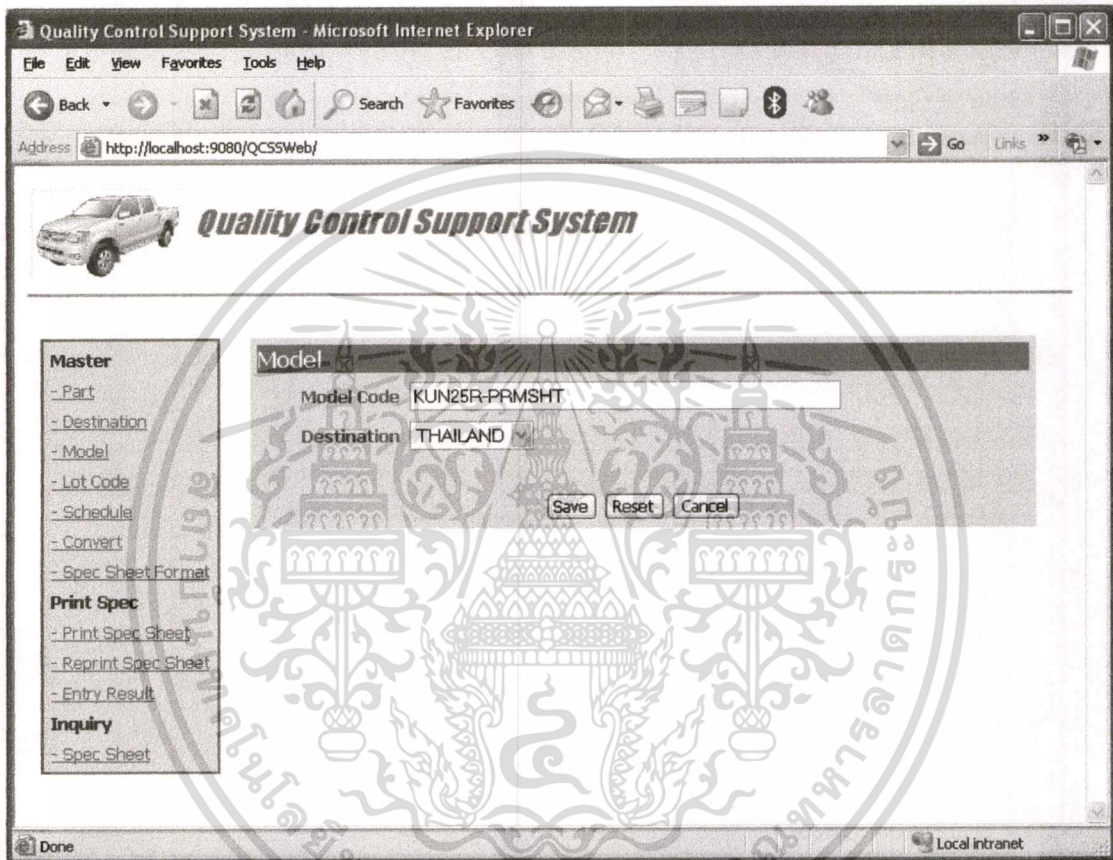 Quality Control Support System - Microsoft Internet Explorer
File Edit View Favorites Tools Help
Back Search Favorites
Address http://localhost:9080/QCSSWeb/ Go Links »
Quality Control Support System
Master
- Part
- Destination
- Model
- Lot Code
- Schedule
- Convert
- Spec Sheet Format
Print Spec
- Print Spec Sheet
- Reprint Spec Sheet
- Entry Result
Inquiry
- Spec Sheet
Model
Model Code KUN25R-PRMSHT
Destination THAILAND
Save Reset Cancel
Done Local intranet